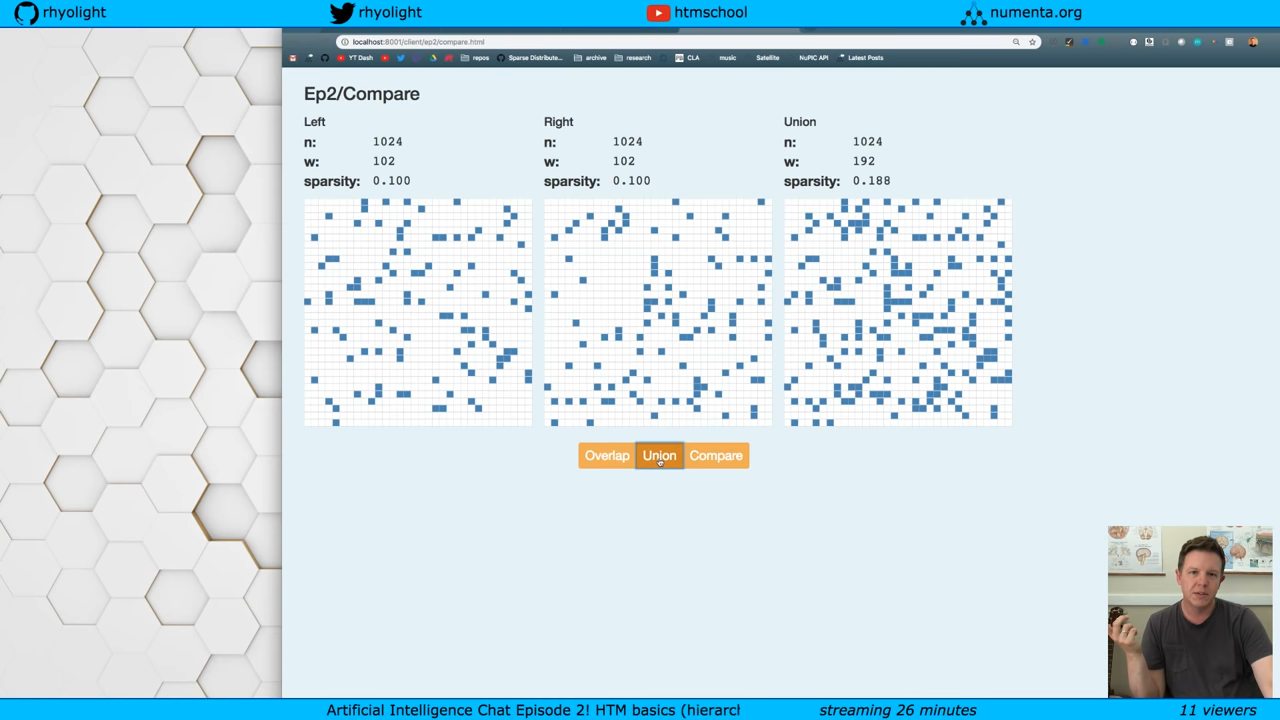 rhyolight
rhyolight
htmschool
numenta.org
localhost:8001/client/ep2/compare.html
YT Dash
repos
Sparse Distribute...
archive
research
CLA
music
Satellite
NuPIC API
Latest Posts
Ep2/Compare
Left
n: 1024
w: 102
sparsity: 0.100
Right
n: 1024
w: 102
sparsity: 0.100
Union
n: 1024
w: 192
sparsity: 0.188
Overlap
Union
Compare
Artificial Intelligence Chat Episode 2! HTM basics (hierarch
streaming 26 minutes
11 viewers